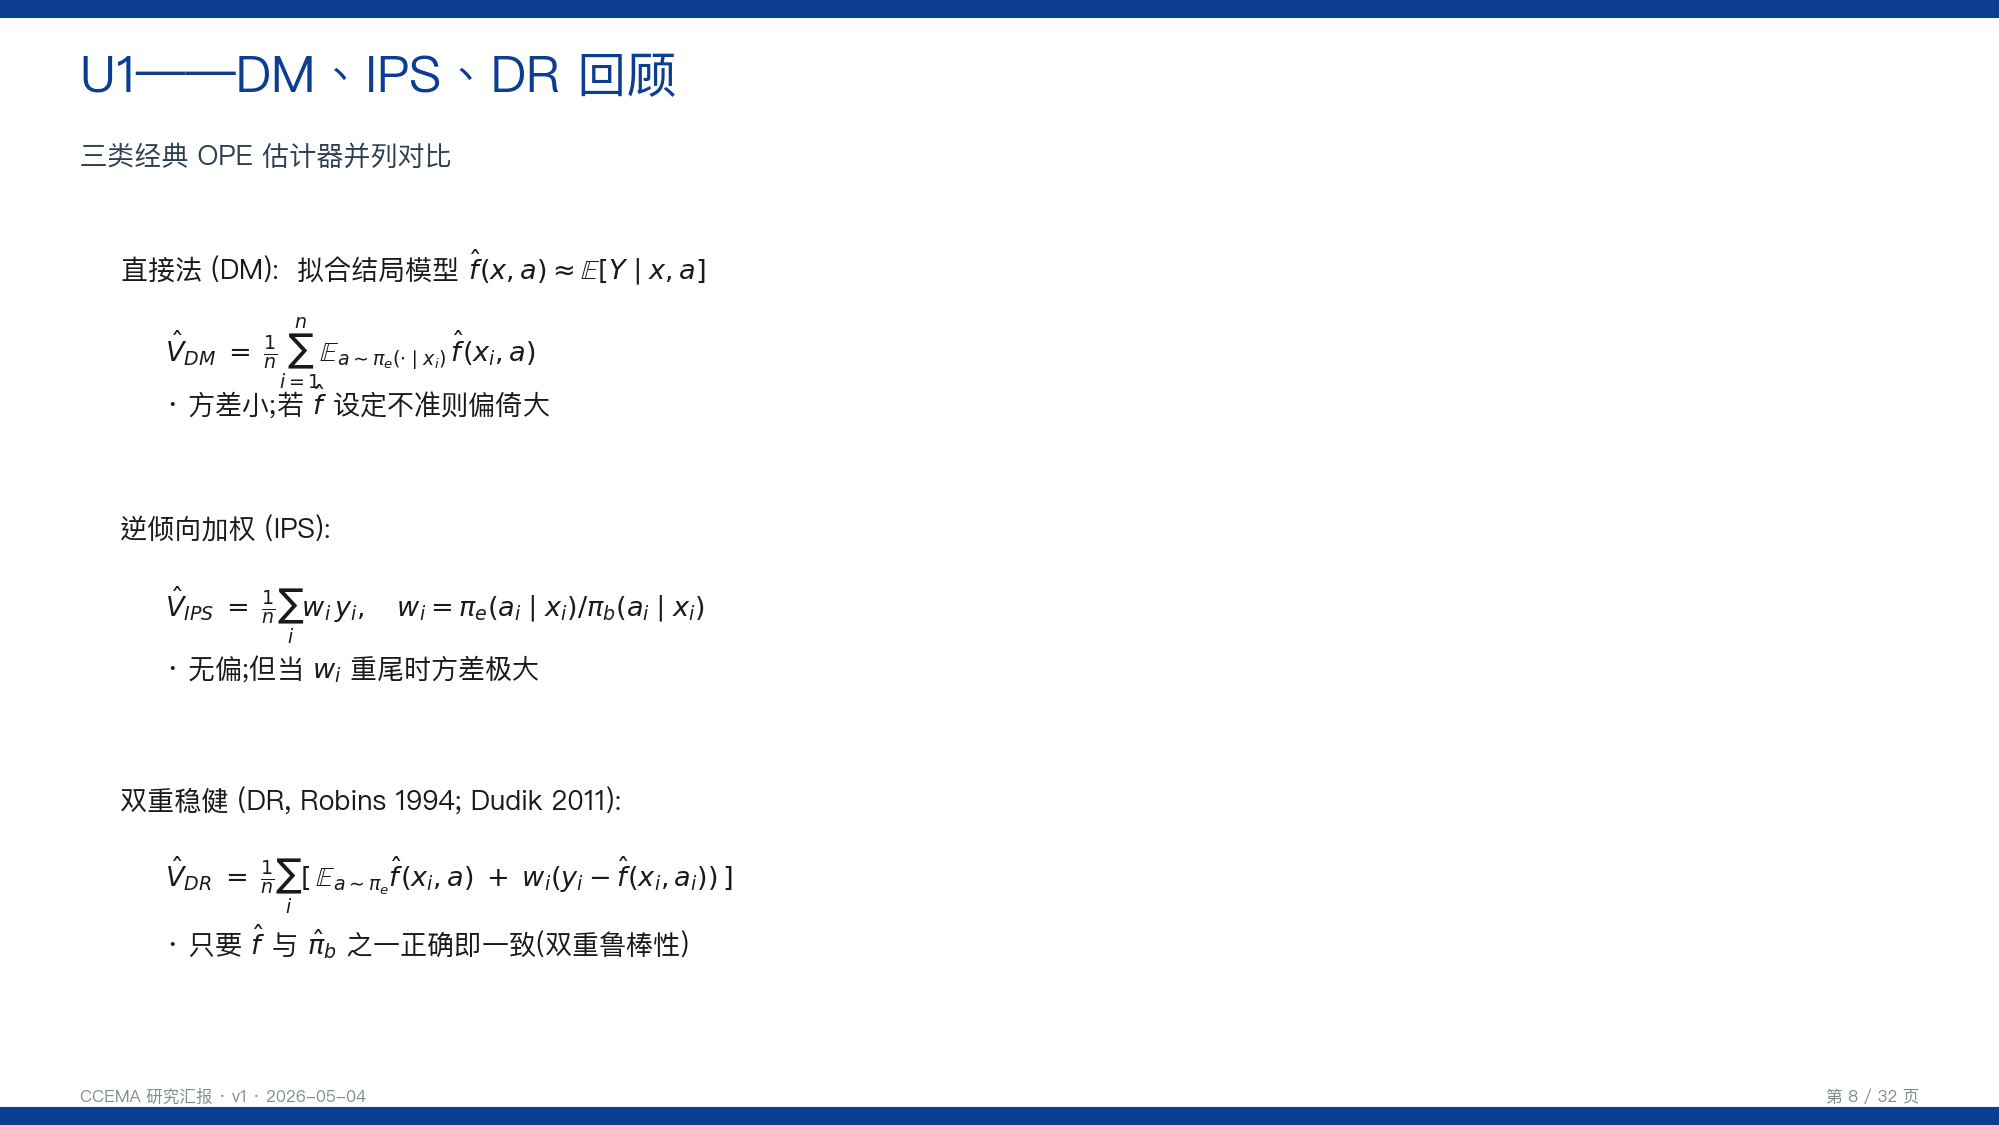 U1——DM、IPS、DR 回顾
三类经典 OPE 估计器并列对比
直接法 (DM): 拟合结局模型 f̂(x, a) ≈ 𝔼[Y | x, a]
V̂_{DM} = 1/n ∑_{i=1}^{n} 𝔼_{a∼π_e(· | x_i)} f̂(x_i, a)
· 方差小;若 f̂ 设定不准则偏倚大
逆倾向加权 (IPS):
V̂_{IPS} = 1/n ∑_i w_i y_i, w_i = π_e(a_i | x_i)/π_b(a_i | x_i)
· 无偏;但当 w_i 重尾时方差极大
双重稳健 (DR, Robins 1994; Dudik 2011):
V̂_{DR} = 1/n ∑_i [ 𝔼_{a∼π_e} f̂(x_i, a) + w_i(y_i − f̂(x_i, a_i)) ]
· 只要 f̂ 与 π̂_b 之一正确即一致(双重鲁棒性)
CCEMA 研究汇报 · v1 · 2026-05-04
第 8 / 32 页